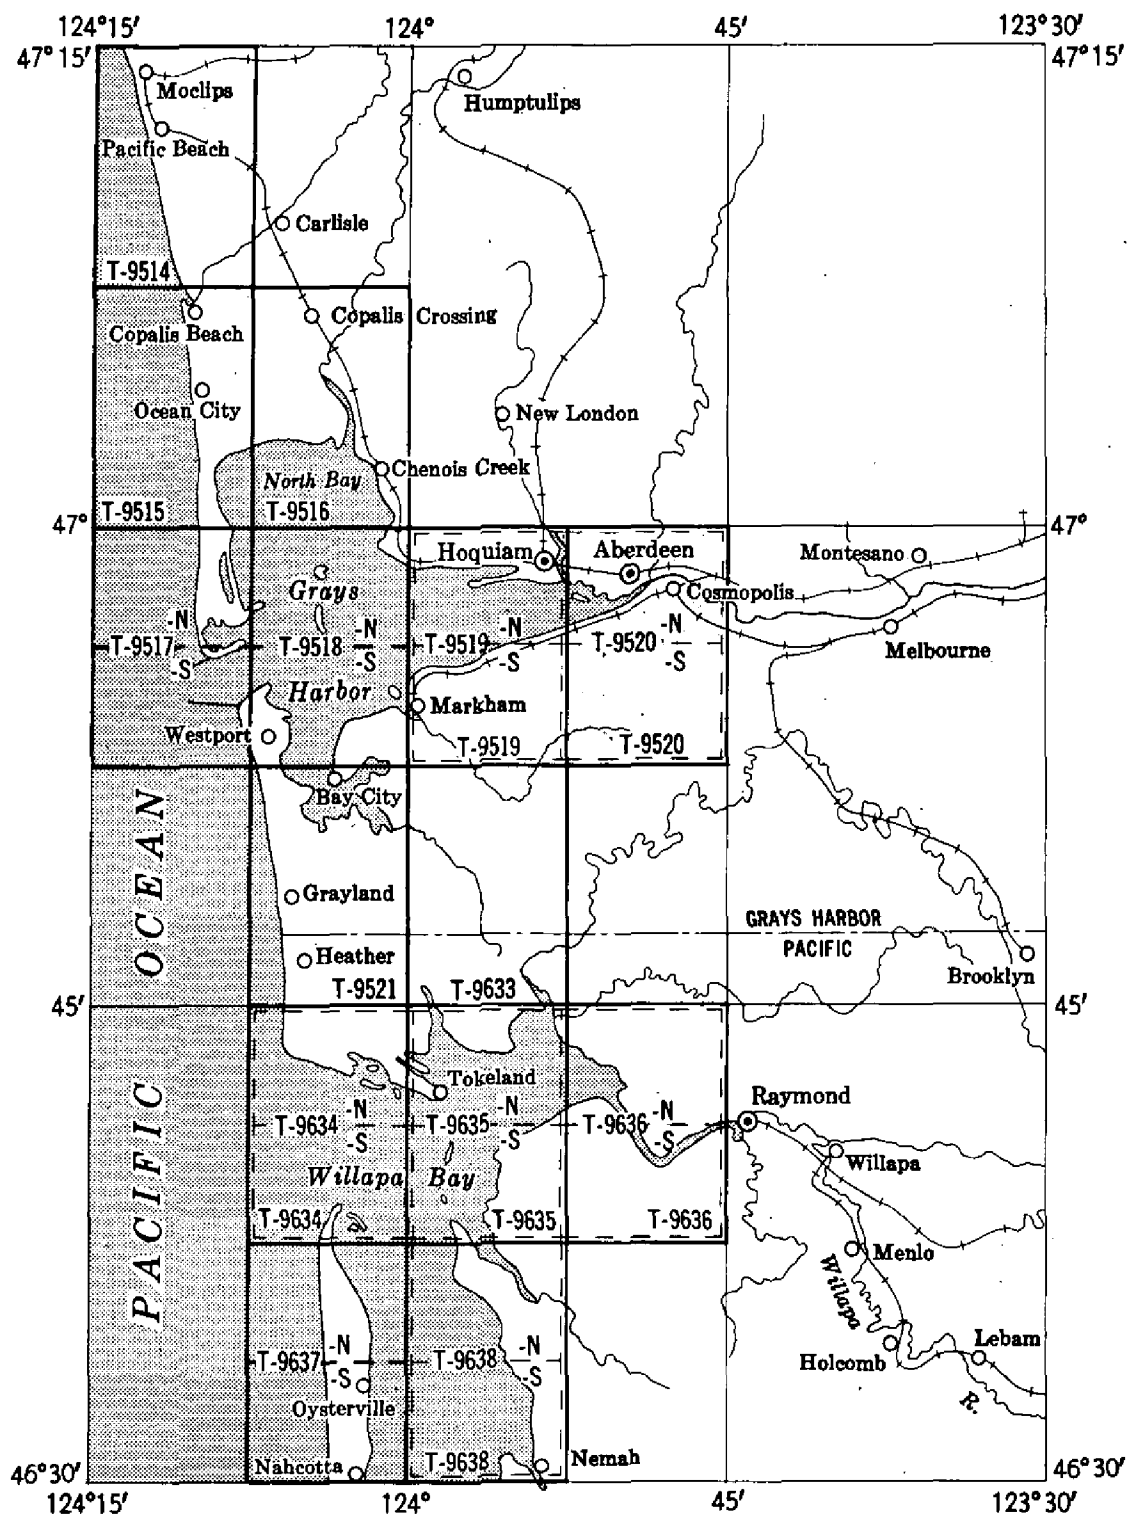 124°15′ 124° 45′ 123°30′
47°15′ 47°15′
Moclips
Humptulips
Pacific Beach
Carlisle
T-9514
Copalis Crossing
Copalis Beach
Ocean City
New London
Chenois Creek
North Bay
T-9515 T-9516
47° 47°
Hoquiam Aberdeen Montesano
Grays
Cosmopolis
-N -N -N -N
T-9517 T-9518 T-9519 T-9520
-S -S -S -S
Melbourne
Harbor
Markham
Westport
T-9519 T-9520
Bay City
PACIFIC OCEAN
Grayland
GRAYS HARBOR
PACIFIC
Heather
Brooklyn
T-9521 T-9633
45′ 45′
Tokeland
Raymond
-N -N -N
T-9634 T-9635 T-9636
-S -S -S
Willapa
Willapa Bay
T-9634 T-9635 T-9636
Menlo
Willapa R.
Lebam
Holcomb
-N -N
T-9637 T-9638
-S -S
Oysterville
Nahcotta T-9638 Nemah
46°30′ 46°30′
124°15′ 124° 45′ 123°30′